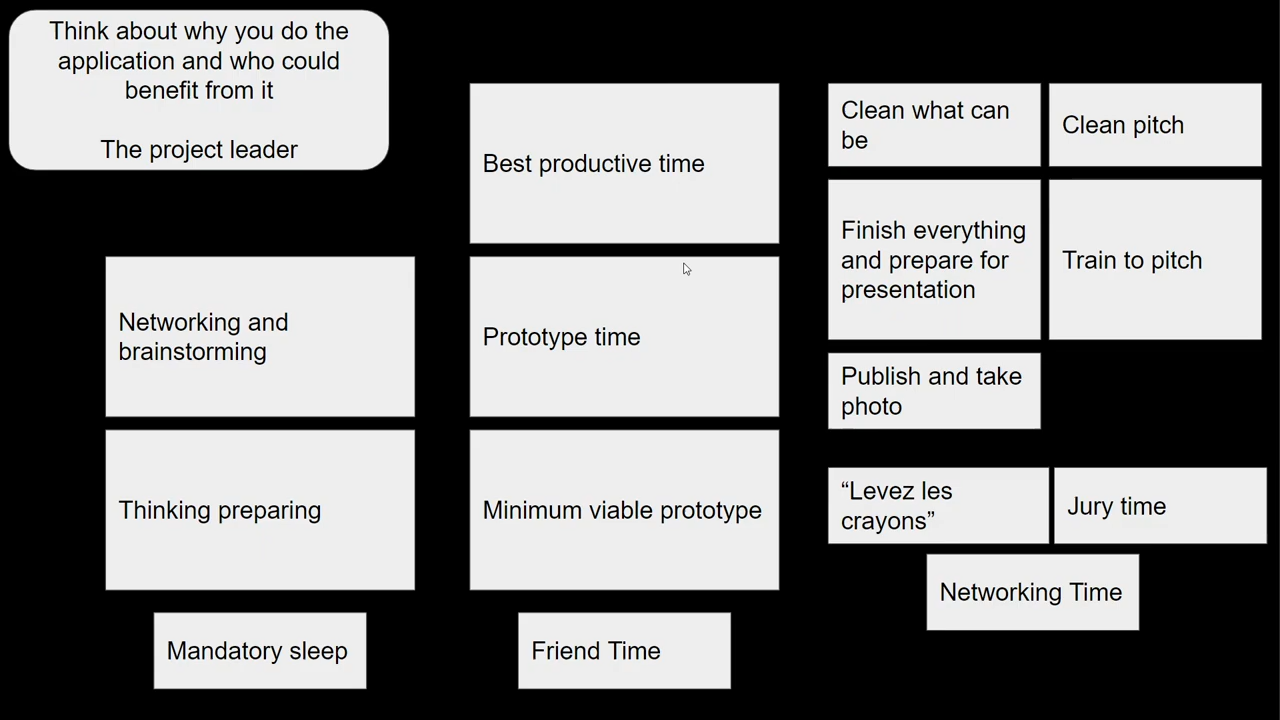 Think about why you do the
application and who could
benefit from it
The project leader
Networking and
brainstorming
Thinking preparing
Mandatory sleep
Best productive time
Prototype time
Minimum viable prototype
Friend Time
Clean what can
be
Clean pitch
Finish everything
and prepare for
presentation
Train to pitch
Publish and take
photo
“Levez les
crayons”
Jury time
Networking Time